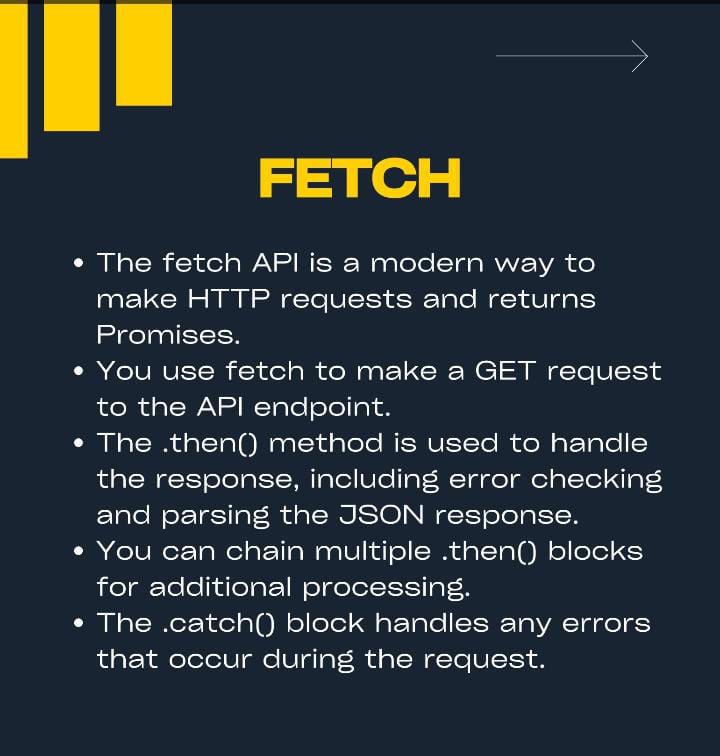 FETCH
• The fetch API is a modern way to
make HTTP requests and returns
Promises.
• You use fetch to make a GET request
to the API endpoint.
• The .then() method is used to handle
the response, including error checking
and parsing the JSON response.
• You can chain multiple .then() blocks
for additional processing.
• The .catch() block handles any errors
that occur during the request.